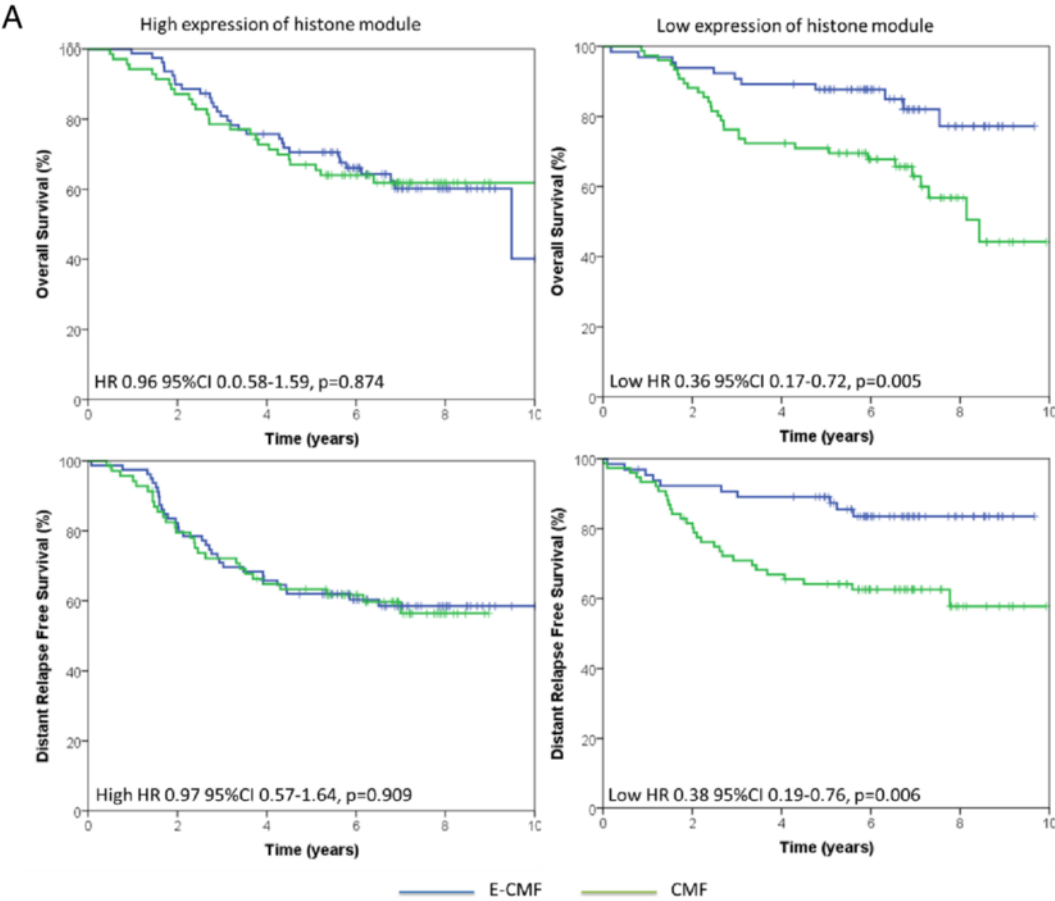 A
High expression of histone module
Low expression of histone module
Overall Survival (%)
100
80
60
40
20
0
HR 0.96 95%CI 0.0.58-1.59, p=0.874
0 2 4 6 8 10
Time (years)
Overall Survival (%)
100
80
60
40
20
0
Low HR 0.36 95%CI 0.17-0.72, p=0.005
0 2 4 6 8 10
Time (years)
Distant Relapse Free Survival (%)
100
80
60
40
20
0
High HR 0.97 95%CI 0.57-1.64, p=0.909
0 2 4 6 8 10
Time (years)
Distant Relapse Free Survival (%)
100
80
60
40
20
0
Low HR 0.38 95%CI 0.19-0.76, p=0.006
0 2 4 6 8 10
Time (years)
E-CMF CMF